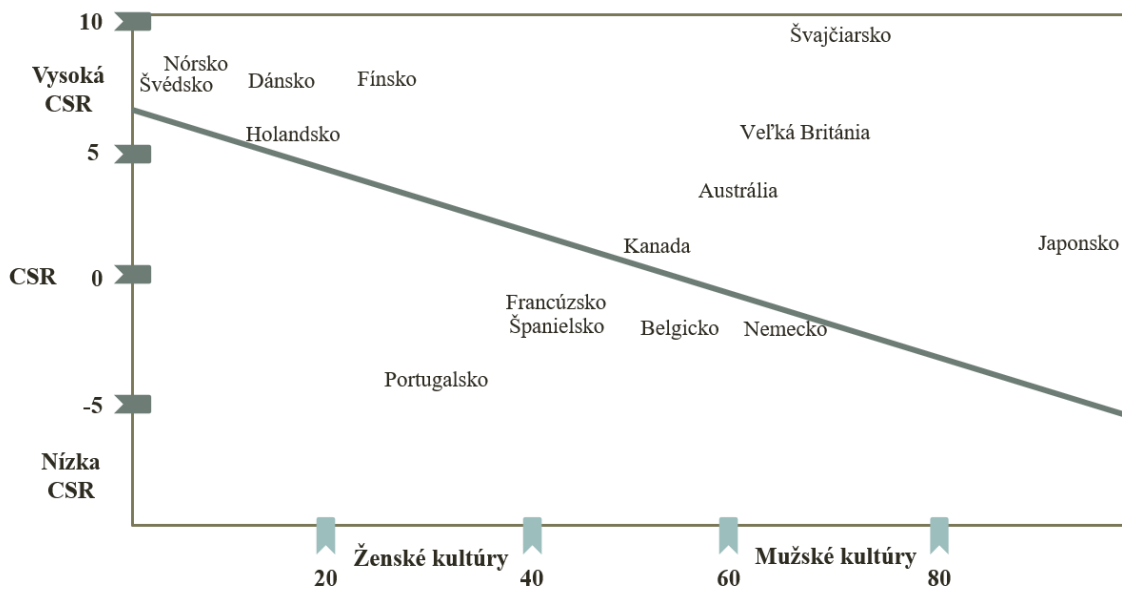 10
Švajčiarsko
Nórsko
Vysoká
CSR
Švédsko
Dánsko
Fínsko
Holandsko
Veľká Británia
5
Austrália
Kanada
Japonsko
CSR
0
Francúzsko
Španielsko
Belgicko
Nemecko
Portugalsko
-5
Nízka
CSR
Ženské kultúry
Mužské kultúry
20
40
60
80